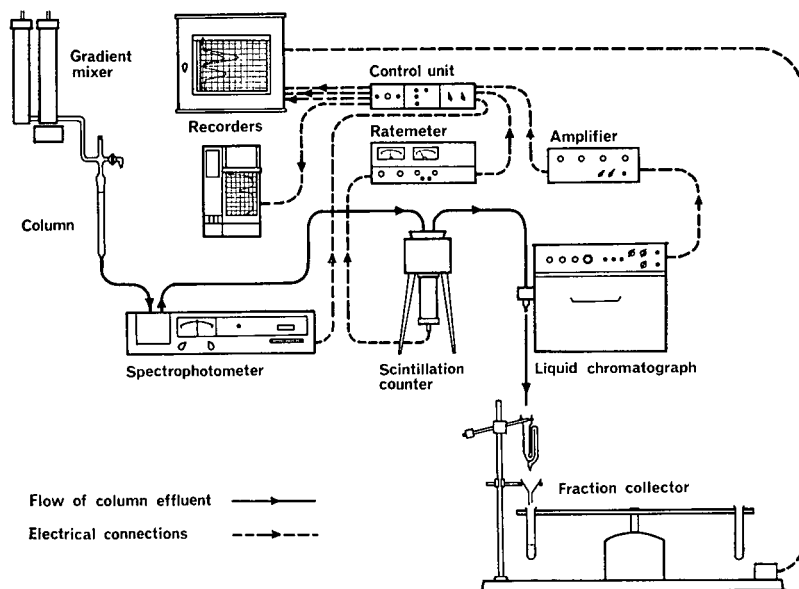 Gradient
mixer
Control unit
Recorders
Ratemeter
Amplifier
Column
Spectrophotometer
Scintillation
counter
Liquid chromatograph
Fraction collector
Flow of column effluent
Electrical connections